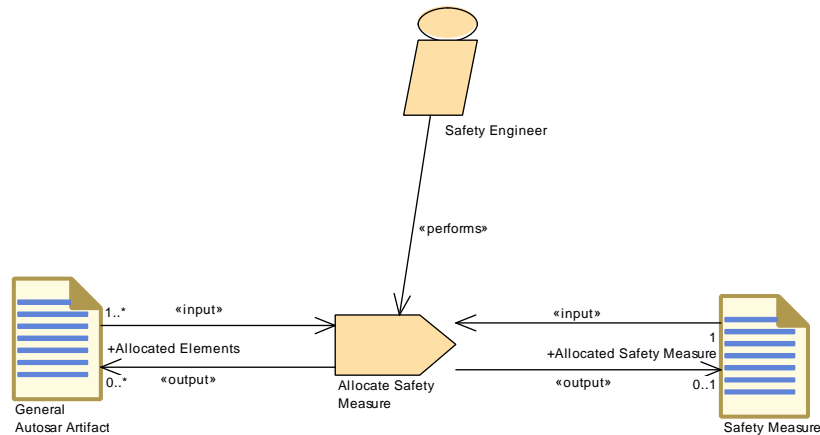 Safety Engineer
«performs»
1..*
«input»
«input»
1
+Allocated Elements
+Allocated Safety Measure
0..*
«output»
«output»
0..1
Allocate Safety
Measure
General
Autosar Artifact
Safety Measure